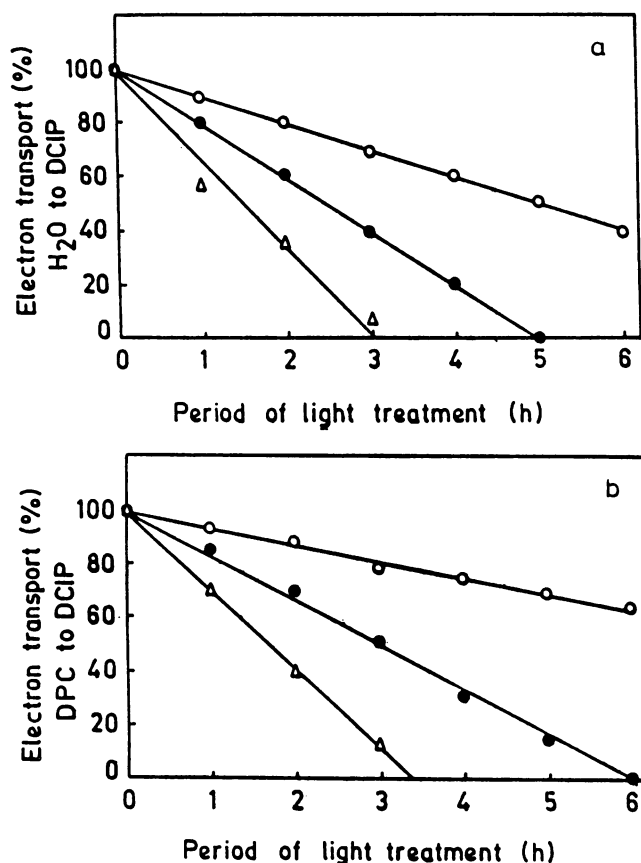 a
Electron transport (%)
H2O to DCIP
100
80
60
40
20
0
0 1 2 3 4 5 6
Period of light treatment (h)
b
Electron transport (%)
DPC to DCIP
100
80
60
40
20
0
0 1 2 3 4 5 6
Period of light treatment (h)